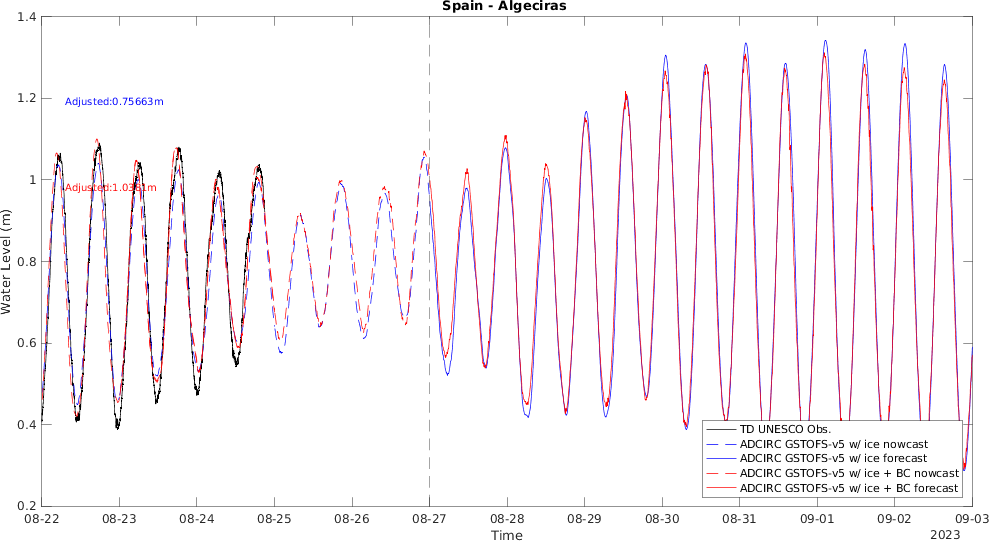 Spain - Algeciras
1.4
1.2
1
0.8
0.6
0.4
0.2
Water Level (m)
Adjusted:0.75663m
TD UNESCO Obs.
ADCIRC GSTOFS-v5 w/ ice nowcast
ADCIRC GSTOFS-v5 w/ ice forecast
ADCIRC GSTOFS-v5 w/ ice + BC nowcast
ADCIRC GSTOFS-v5 w/ ice + BC forecast
08-22 08-23 08-24 08-25 08-26 08-27 08-28 08-29 08-30 08-31 09-01 09-02 09-03
Time
2023